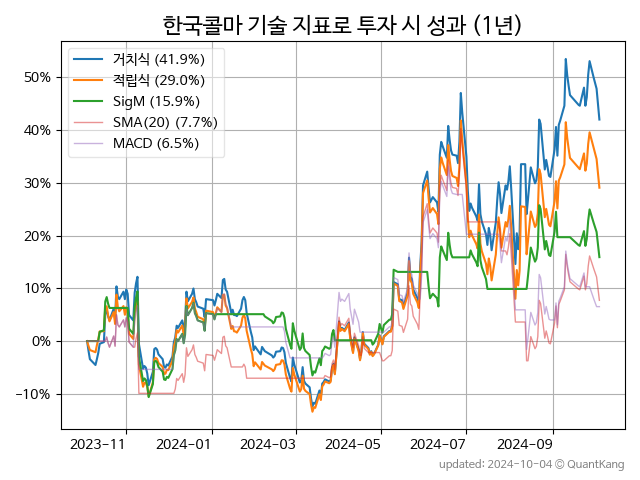 한국콜마 기술 지표로 투자 시 성과 (1년)
거치식 (41.9%)
적립식 (29.0%)
SigM (15.9%)
SMA(20) (7.7%)
MACD (6.5%)
50%
40%
30%
20%
10%
0%
−10%
2023-11
2024-01
2024-03
2024-05
2024-07
2024-09
updated: 2024-10-04 © QuantKang